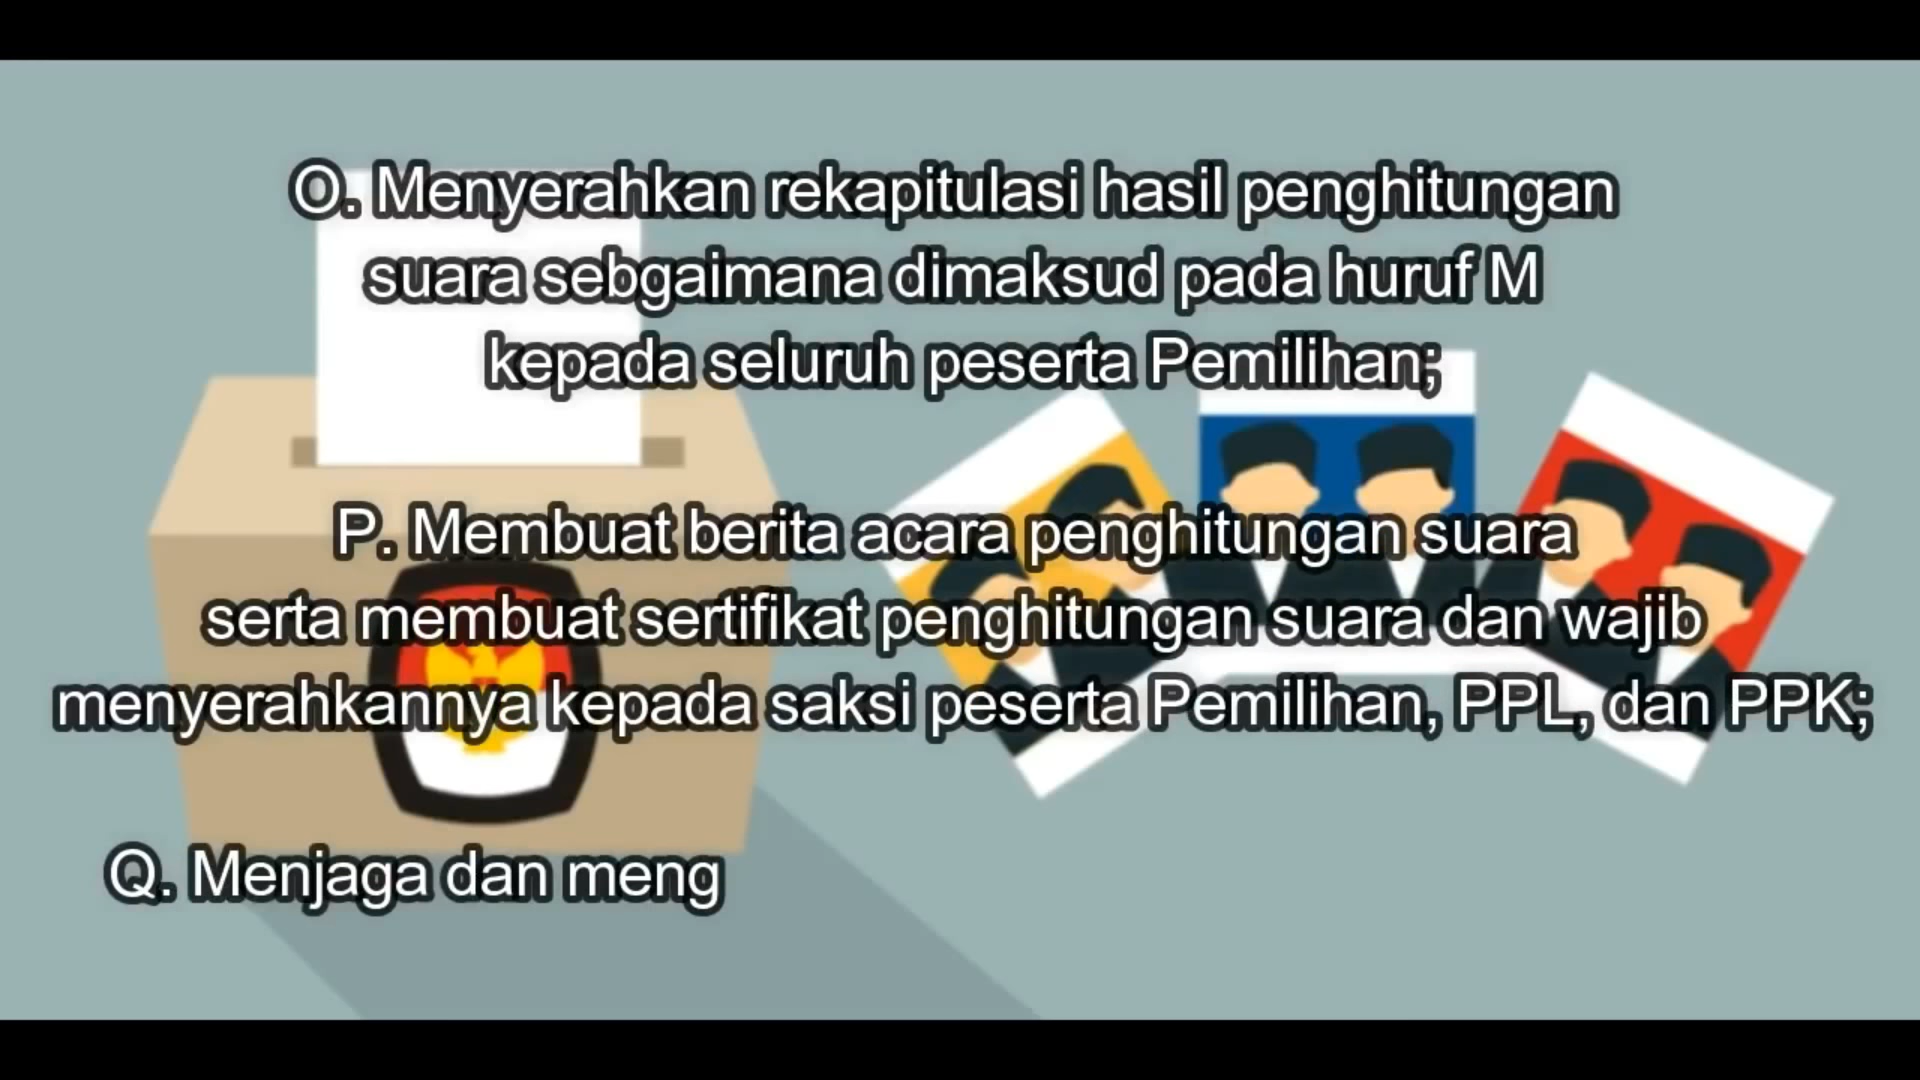 O. Menyerahkan rekapitulasi hasil penghitungan
suara sebgaimana dimaksud pada huruf M
kepada seluruh peserta Pemilihan;
P. Membuat berita acara penghitungan suara
serta membuat sertifikat penghitungan suara dan wajib
menyerahkannya kepada saksi peserta Pemilihan, PPL, dan PPK;
Q. Menjaga dan meng